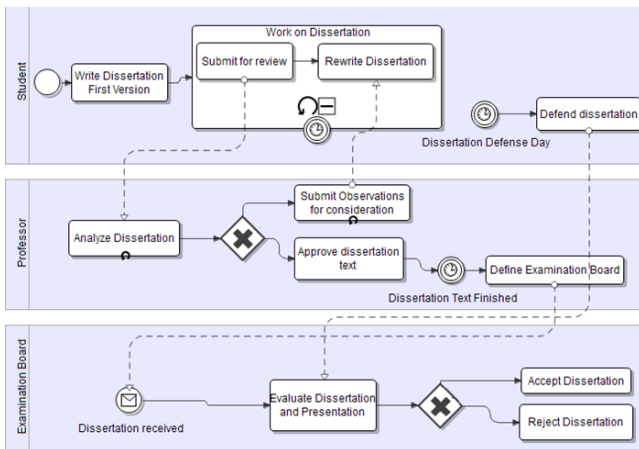 Student
Work on Dissertation
Write Dissertation
First Version
Submit for review
Rewrite Dissertation
Dissertation Defense Day
Defend dissertation
Professor
Analyze Dissertation
Submit Observations
for consideration
Approve dissertation
text
Dissertation Text Finished
Define Examination Board
Examination Board
Dissertation received
Evaluate Dissertation
and Presentation
Accept Dissertation
Reject Dissertation